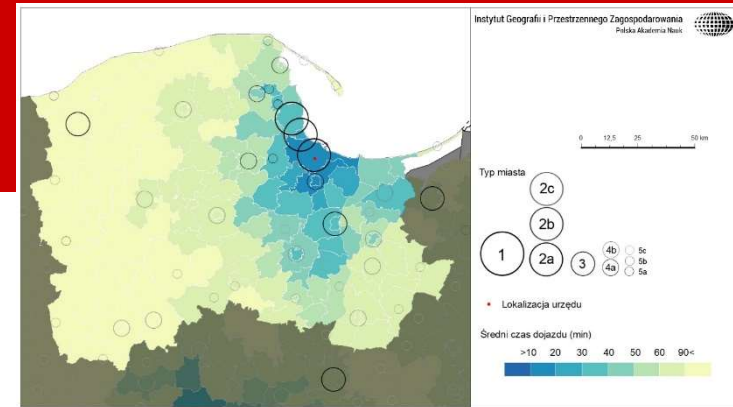 Instytut Geografii i Przestrzennego Zagospodarowania
Polska Akademia Nauk
0 12,5 25 50 km
Typ miasta
2c
2b
1
2a
3
4b
4a
5c
5b
5a
Lokalizacja urzędu
Średni czas dojazdu (min)
>10 20 30 40 50 60 90<